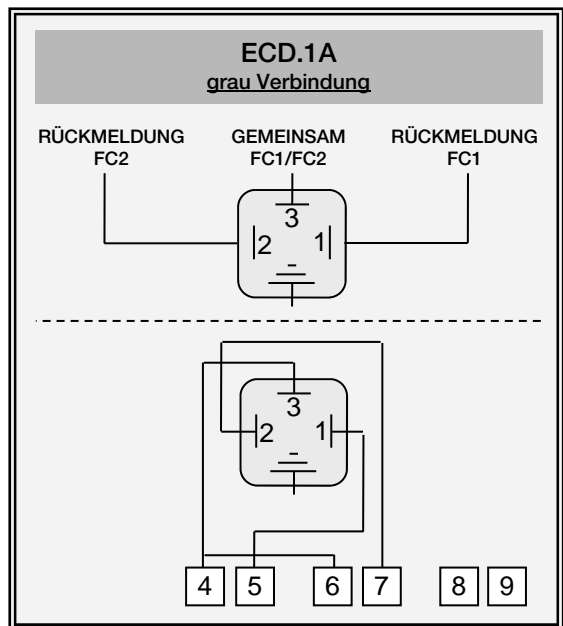 ECD.1A
grau Verbindung
RÜCKMELDUNG FC2
GEMEINSAM FC1/FC2
RÜCKMELDUNG FC1
3
2 1
3
2 1
4 5 6 7 8 9